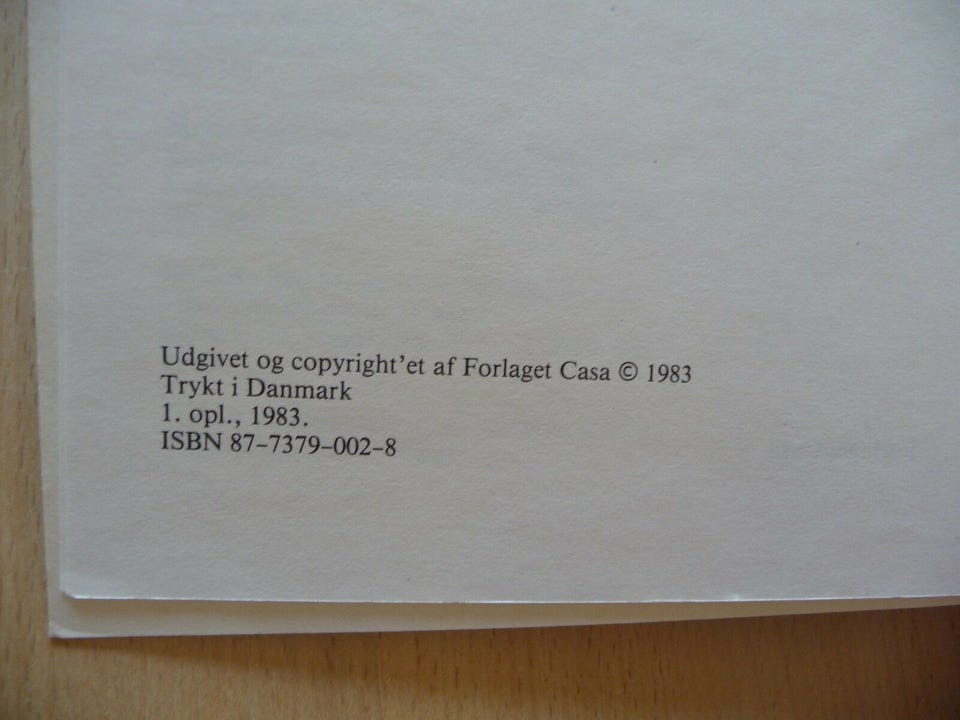 Udgivet og copyright’et af Forlaget Casa © 1983
Trykt i Danmark
1. opl., 1983.
ISBN 87–7379–002–8